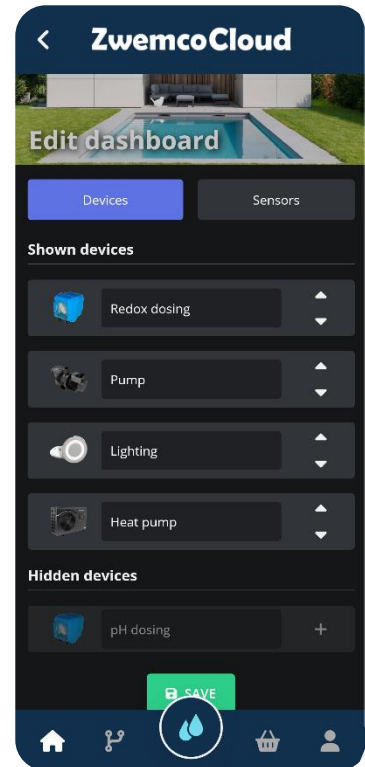 ZwemcoCloud
Edit dashboard
Devices
Sensors
Shown devices
Redox dosing
Pump
Lighting
Heat pump
Hidden devices
pH dosing
SAVE